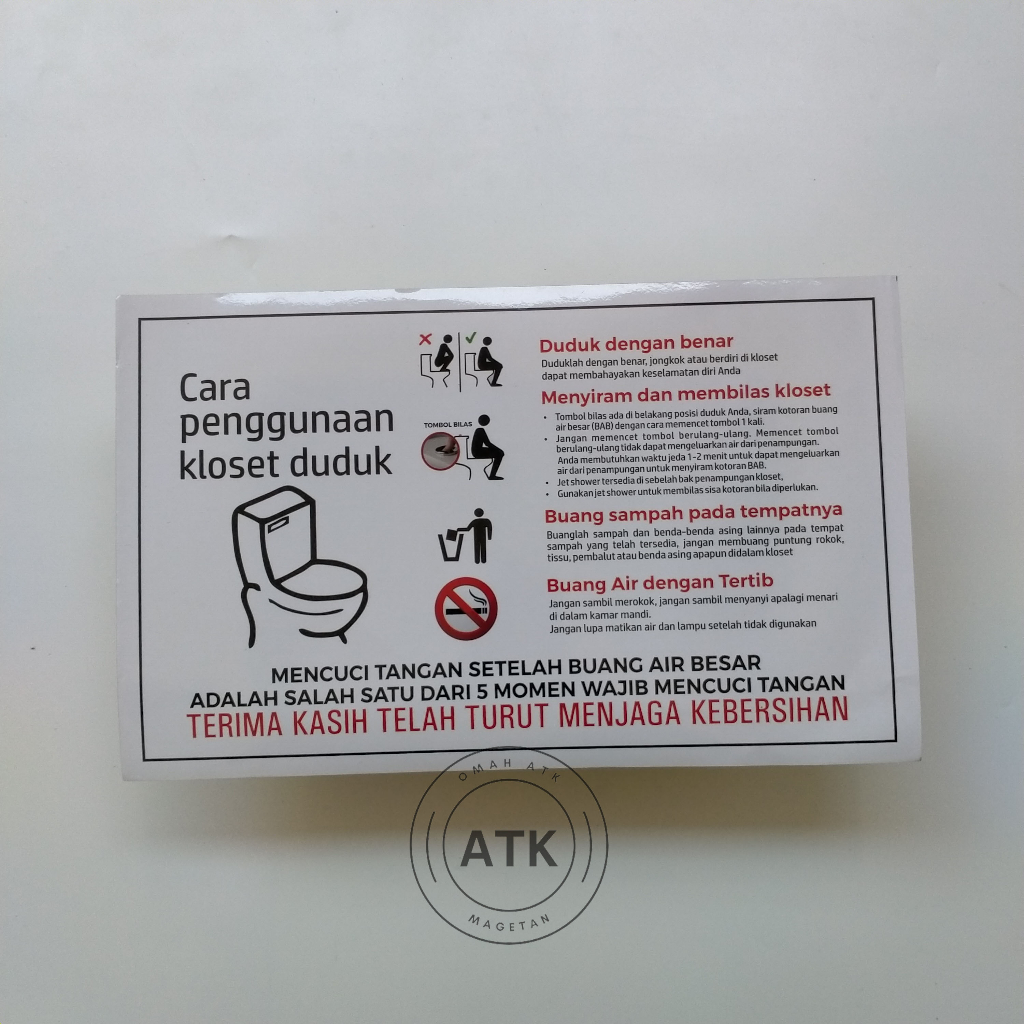 Cara
penggunaan
kloset duduk
TOMBOL BILAS
Duduk dengan benar
Duduklah dengan benar, jongkok atau berdiri di kloset
dapat membahayakan keselamatan diri Anda
Menyiram dan membilas kloset
• Tombol bilas ada di belakang posisi duduk Anda, siram kotoran buang
air besar (BAB) dengan cara memencet tombol 1 kali.
• Jangan memencet tombol berulang-ulang. Memencet tombol
berulang-ulang tidak dapat mengeluarkan air dari penampungan.
Anda membutuhkan waktu jeda 1-2 menit untuk dapat mengeluarkan
air dari penampungan untuk menyiram kotoran BAB.
• Jet shower tersedia di sebelah bak penampungan kloset,
• Gunakan jet shower untuk membilas sisa kotoran bila diperlukan.
Buang sampah pada tempatnya
Buanglah sampah dan benda-benda asing lainnya pada tempat
sampah yang telah tersedia, jangan membuang puntung rokok,
tissu, pembalut atau benda asing apapun didalam kloset
Buang Air dengan Tertib
Jangan sambil merokok, jangan sambil menyanyi apalagi menari
di dalam kamar mandi.
Jangan lupa matikan air dan lampu setelah tidak digunakan
MENCUCI TANGAN SETELAH BUANG AIR BESAR
ADALAH SALAH SATU DARI 5 MOMEN WAJIB MENCUCI TANGAN
TERIMA KASIH TELAH TURUT MENJAGA KEBERSIHAN
OMAH ATK
ATK
MAGETAN